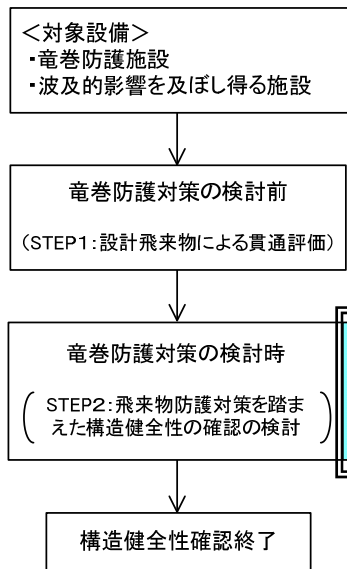 ＜対象設備＞
・竜巻防護施設
・波及的影響を及ぼし得る施設
竜巻防護対策の検討前
（STEP1：設計飛来物による貫通評価）
竜巻防護対策の検討時
STEP2：飛来物防護対策を踏ま
えた構造健全性の確認の検討
構造健全性確認終了